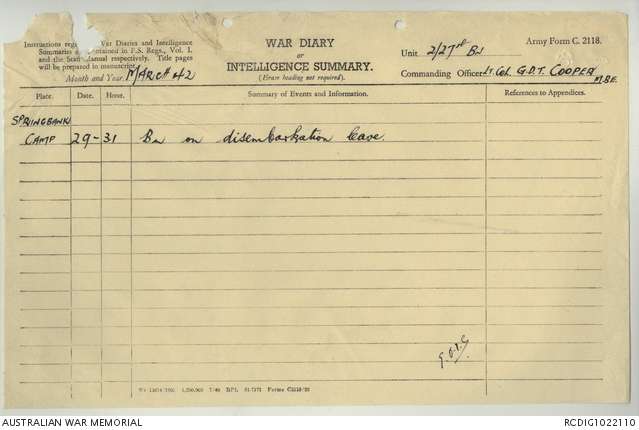 Instructions War Diaries and Intelligence
Summaries are contained in F.S. Regs., Vol. I.
and the Staff Manual respectively. Title pages
will be prepared in manuscript.
Month and Year MARCH 42
WAR DIARY
or
INTELLIGENCE SUMMARY.
(Erase heading not required).
Army Form C. 2118.
Unit 2/27th Bn
Commanding Officer Lt. Col. G.D.T. COOPER
M.B.E.
Place. Date. Hour. Summary of Events and Information. References to Appendices.
SPRINGBANK
CAMP 29-31 Bn on disembarkation leave.
7/40
AUSTRALIAN WAR MEMORIAL RCDIG1022110